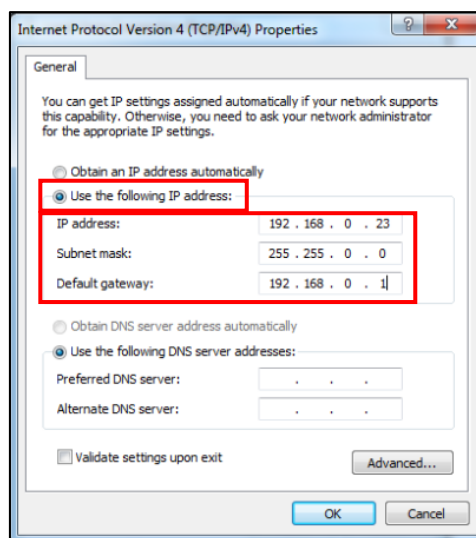 Internet Protocol Version 4 (TCP/IPv4) Properties
General
You can get IP settings assigned automatically if your network supports
this capability. Otherwise, you need to ask your network administrator
for the appropriate IP settings.
Obtain an IP address automatically
Use the following IP address:
IP address: 192 . 168 . 0 . 23
Subnet mask: 255 . 255 . 0 . 0
Default gateway: 192 . 168 . 0 . 1
Obtain DNS server address automatically
Use the following DNS server addresses:
Preferred DNS server: . . .
Alternate DNS server: . . .
Validate settings upon exit
Advanced...
OK Cancel